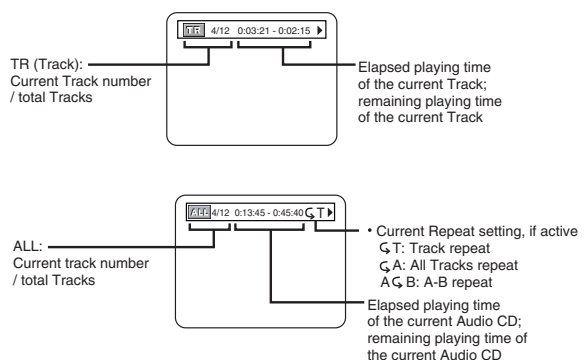 TR 4/12 0:03:21 - 0:02:15
TR (Track):
Current Track number
/ total Tracks
Elapsed playing time
of the current Track;
remaining playing time
of the current Track
ALL 4/12 0:13:45 - 0:45:40 T
ALL:
Current track number
/ total Tracks
• Current Repeat setting, if active
T: Track repeat
A: All Tracks repeat
A B: A-B repeat
Elapsed playing time
of the current Audio CD;
remaining playing time of
the current Audio CD